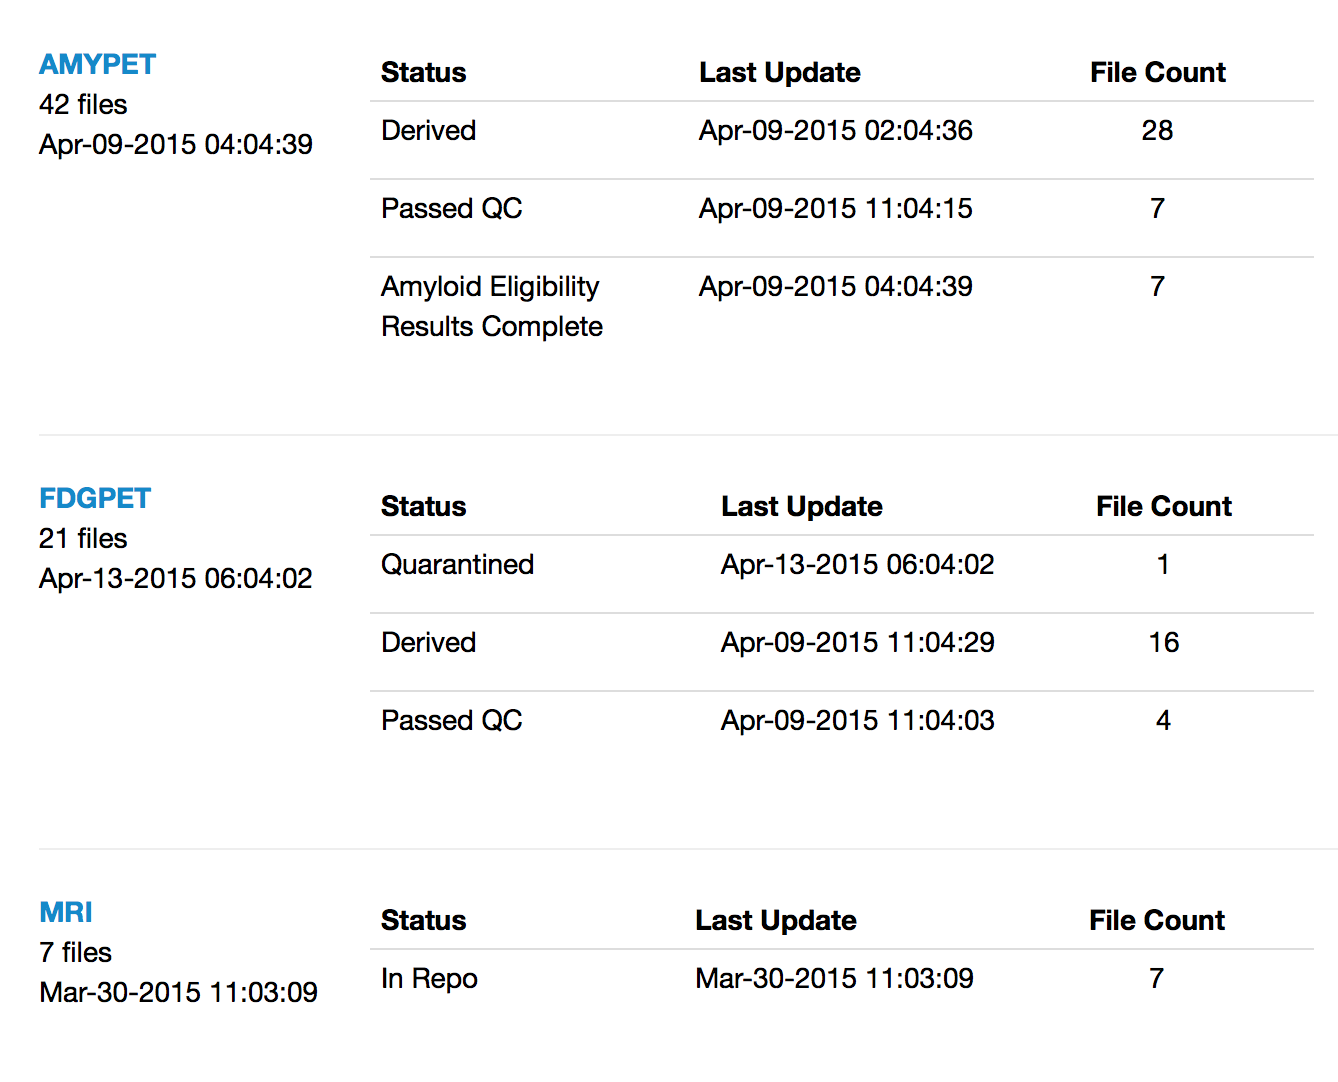 AMYPET
42 files
Apr-09-2015 04:04:39
Status Last Update File Count
Derived Apr-09-2015 02:04:36 28
Passed QC Apr-09-2015 11:04:15 7
Amyloid Eligibility Apr-09-2015 04:04:39 7
Results Complete
FDGPET
21 files
Apr-13-2015 06:04:02
Status Last Update File Count
Quarantined Apr-13-2015 06:04:02 1
Derived Apr-09-2015 11:04:29 16
Passed QC Apr-09-2015 11:04:03 4
MRI
7 files
Mar-30-2015 11:03:09
Status Last Update File Count
In Repo Mar-30-2015 11:03:09 7